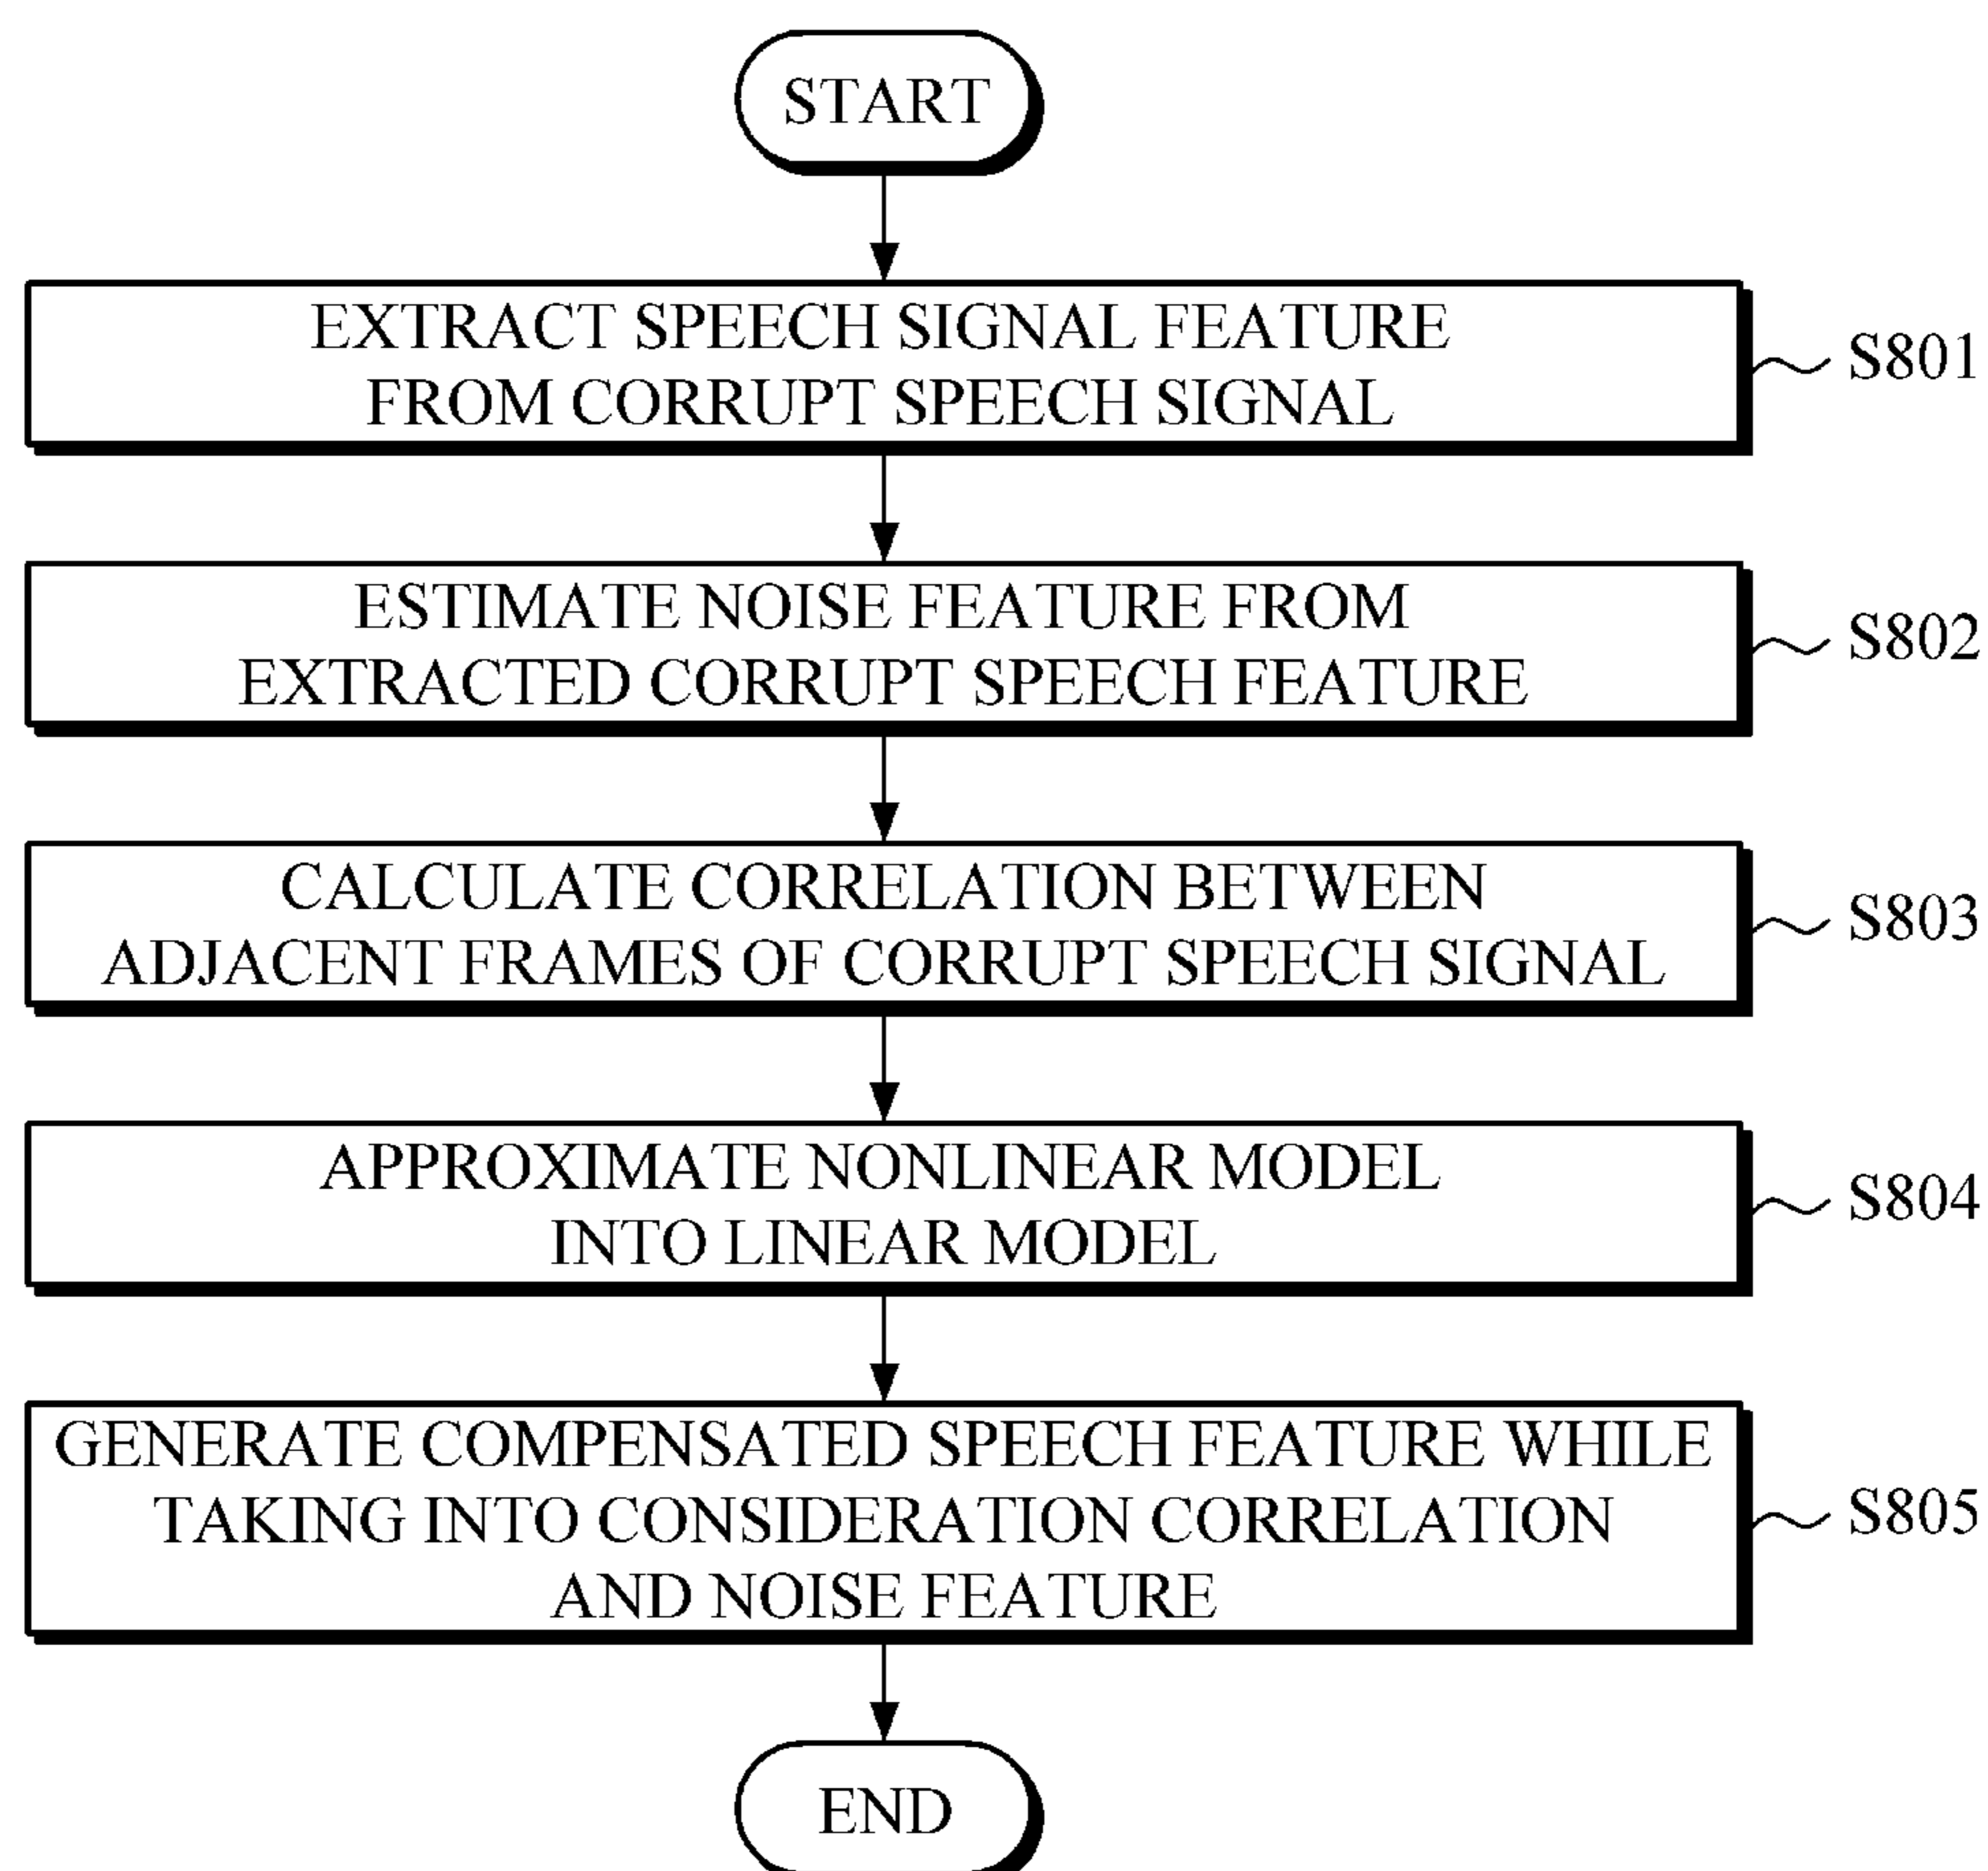 START
EXTRACT SPEECH SIGNAL FEATURE
FROM CORRUPT SPEECH SIGNAL
S801
ESTIMATE NOISE FEATURE FROM
EXTRACTED CORRUPT SPEECH FEATURE
S802
CALCULATE CORRELATION BETWEEN
ADJACENT FRAMES OF CORRUPT SPEECH SIGNAL
S803
APPROXIMATE NONLINEAR MODEL
INTO LINEAR MODEL
S804
GENERATE COMPENSATED SPEECH FEATURE WHILE
TAKING INTO CONSIDERATION CORRELATION
AND NOISE FEATURE
S805
END